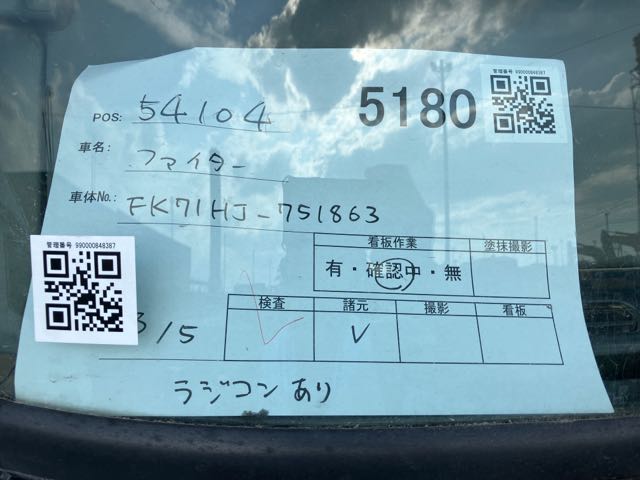 管理番号 990000848387
POS: 54104
5180
車名: ファイター
車体No.: FK71HJ-751863
管理番号 990000848387
看板作業 塗抹撮影
有・確認中・無
検査 諸元 撮影 看板
3/5
ラジコンあり